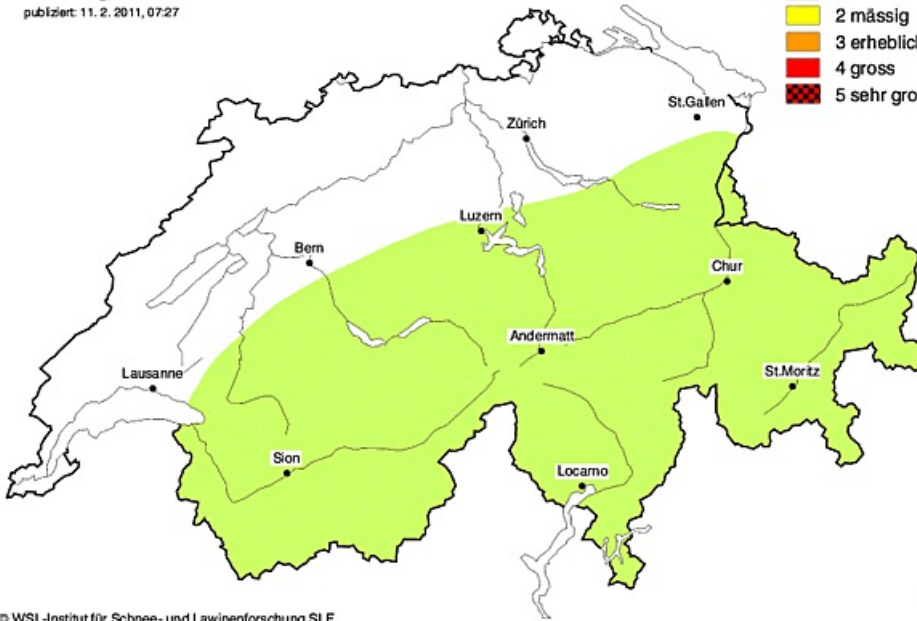 publiziert: 11. 2. 2011, 07:27
2 mässig
3 erheblich
4 gross
5 sehr gro
St.Gallen
Zürich
Luzern
Bern
Chur
Andermatt
Lausanne
St.Moritz
Sion
Locarno
© WSL-Institut für Schnee- und Lawinenforschung SLF